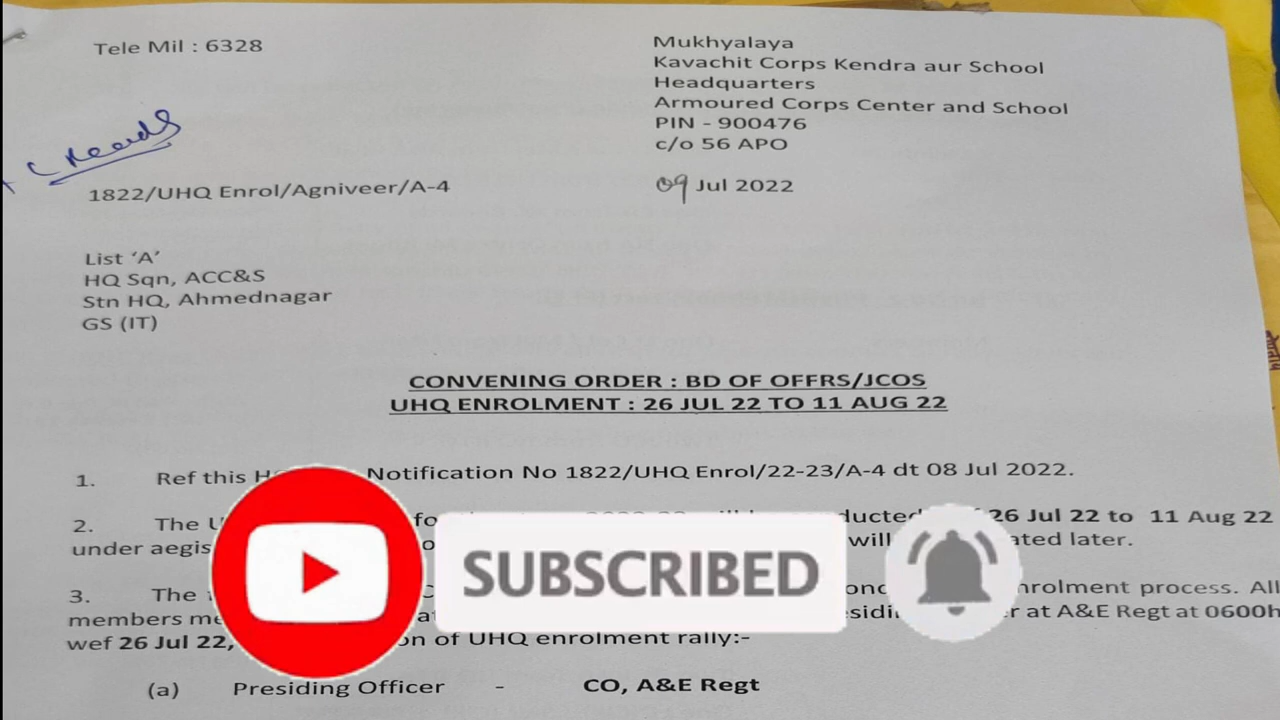 Tele Mil : 6328
Mukhyalaya
Kavachit Corps Kendra aur School
Headquarters
Armoured Corps Center and School
PIN - 900476
c/o 56 APO
1822/UHQ Enrol/Agniveer/A-4
09 Jul 2022
List ‘A’
HQ Sqn, ACC&S
Stn HQ, Ahmednagar
GS (IT)
CONVENING ORDER : BD OF OFFRS/JCOS
UHQ ENROLMENT : 26 JUL 22 TO 11 AUG 22
1. Ref this Notification No 1822/UHQ Enrol/22-23/A-4 dt 08 Jul 2022.
2. The 26 Jul 22 to 11 Aug 22
under will later.
3. The process. All
members at A&E Regt at 0600h
wef 26 Jul 22, of UHQ enrolment rally:-
SUBSCRIBED
(a) Presiding Officer - CO, A&E Regt